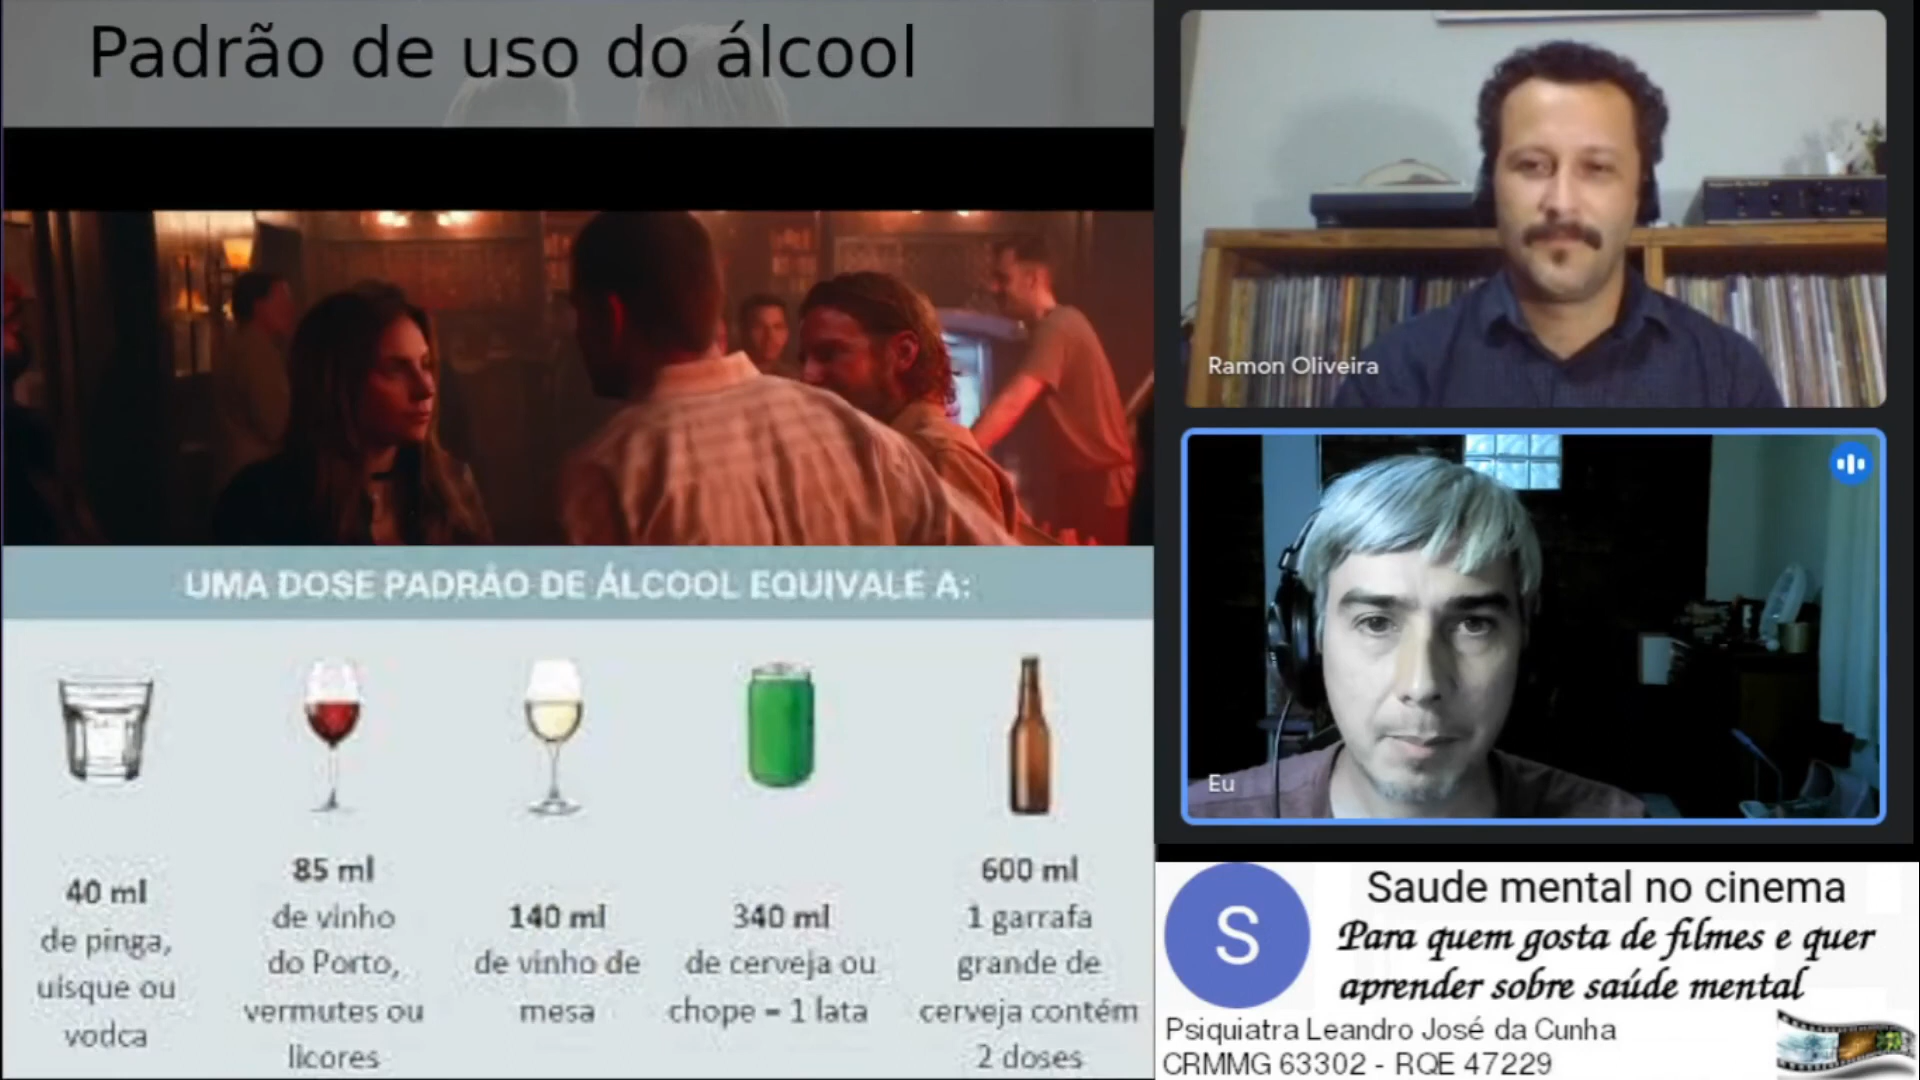 Padrão de uso do álcool
UMA DOSE PADRÃO DE ÁLCOOL EQUIVALE A:
40 ml
de pinga,
uísque ou
vodca
85 ml
de vinho
do Porto,
vermutes ou
licores
140 ml
de vinho de
mesa
340 ml
de cerveja ou
chope = 1 lata
600 ml
1 garrafa
grande de
cerveja contém
2 doses
Ramon Oliveira
Eu
S
Saude mental no cinema
Para quem gosta de filmes e quer
aprender sobre saúde mental
Psiquiatra Leandro José da Cunha
CRMMG 63302 - RQE 47229